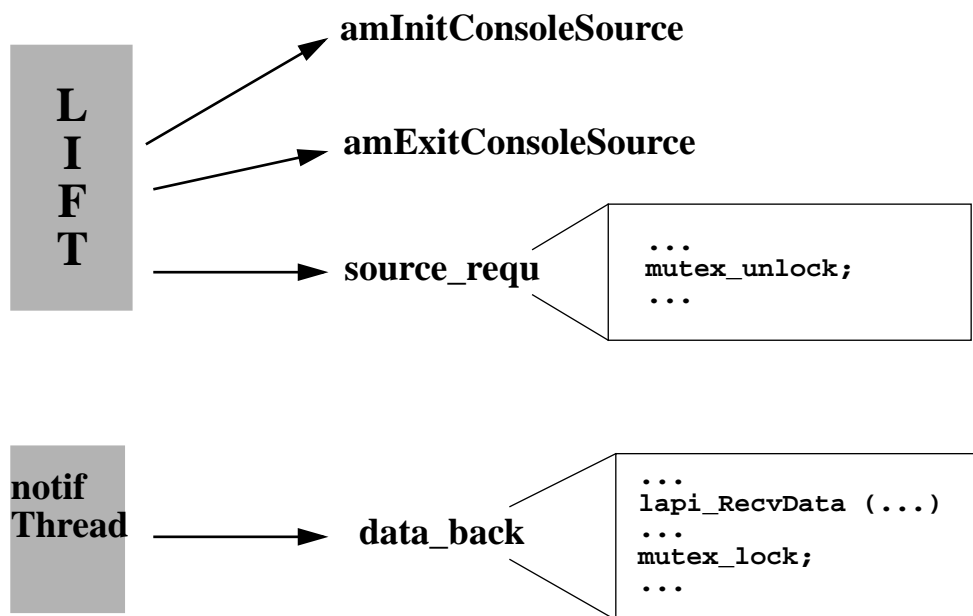 amInitConsoleSource
L
I
F
T
amExitConsoleSource
source_requ
...
mutex_unlock;
...
notif
Thread
data_back
...
lapi_RecvData (...)
...
mutex_lock;
...